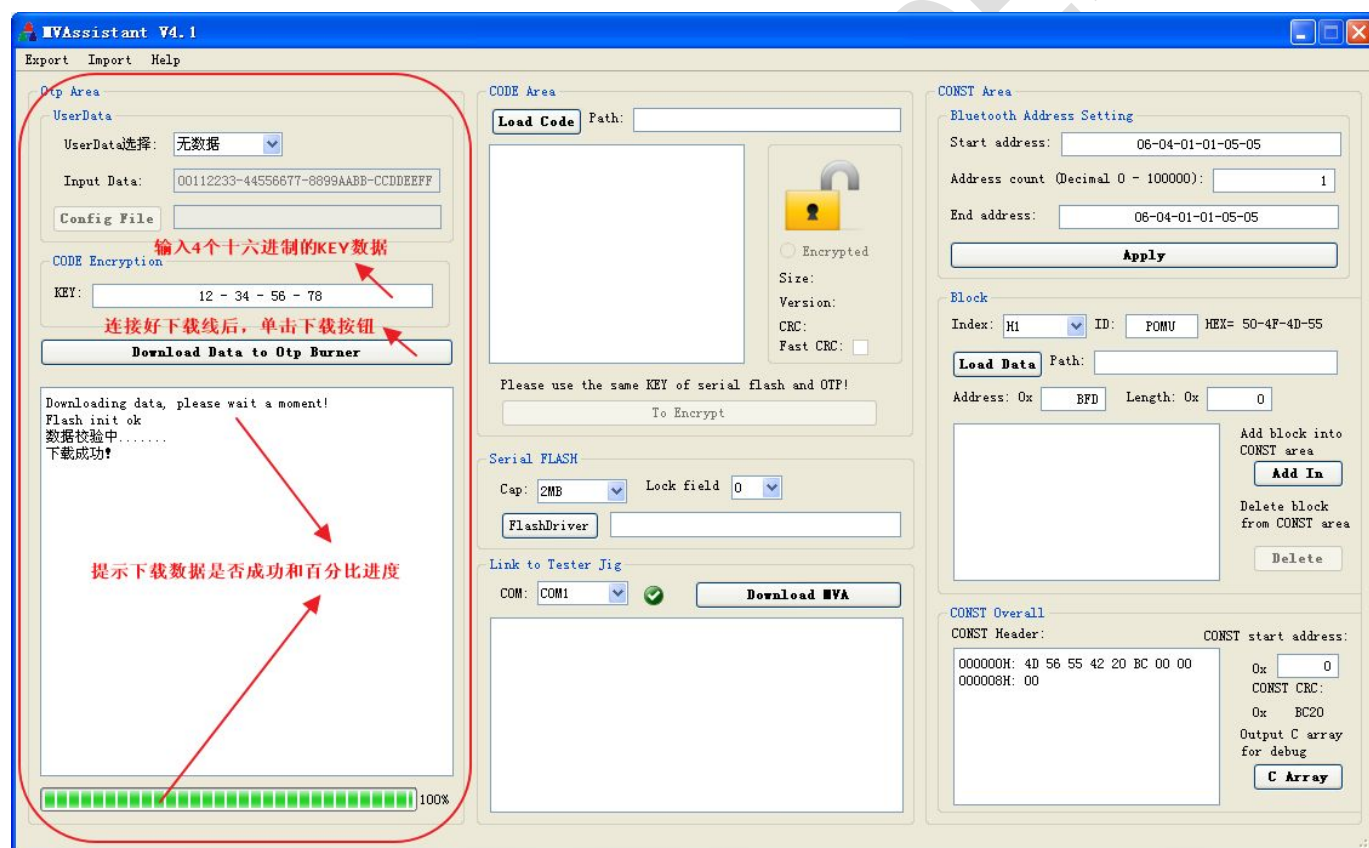 MVAssistant V4.1
Export Import Help
Otp Area
UserData
UserData选择: 无数据
Input Data: 00112233-44556677-8899AABB-CCDDEEFF
Config File
输入4个十六进制的KEY数据
CODE Encryption
KEY: 12 - 34 - 56 - 78
连接好下载线后，单击下载按钮
Download Data to Otp Burner
Downloading data, please wait a moment!
Flash init ok
数据校验中.......
下载成功!
提示下载数据是否成功和百分比进度
100%
CODE Area
Load Code Path:
Encrypted
Size:
Version:
CRC:
Fast CRC:
Please use the same KEY of serial flash and OTP!
To Encrypt
Serial FLASH
Cap: 2MB Lock field 0
FlashDriver
Link to Tester Jig
COM: COM1 Download MVA
CONST Area
Bluetooth Address Setting
Start address: 06-04-01-01-05-05
Address count (Decimal 0 - 100000): 1
End address: 06-04-01-01-05-05
Apply
Block
Index: H1 ID: POMU HEX= 50-4F-4D-55
Load Data Path:
Address: 0x BFD Length: 0x 0
Add block into
CONST area
Add In
Delete block
from CONST area
Delete
CONST Overall
CONST Header: CONST start address:
000000H: 4D 56 55 42 20 BC 00 00
000008H: 00
0x 0
CONST CRC:
0x BC20
Output C array
for debug
C Array